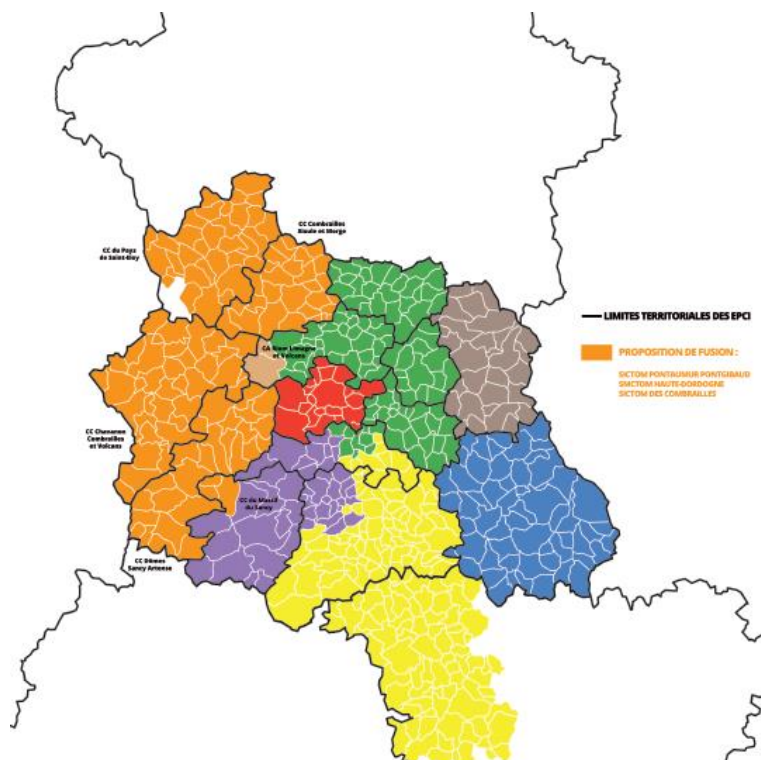 CC Combrailles
Sioule et Morge
CC du Pays
de Saint-Eloy
LIMITES TERRITORIALES DES EPCI
CA Riom Limagne
et Volcans
PROPOSITION DE FUSION :
SICTOM PONTAUMUR PONTGIBAUD
SMCTOM HAUTE-DORDOGNE
SICTOM DES COMBRAILLES
CC Chavanon
Combrailles
et Volcans
CC du Massif
du Sancy
CC Dômes
Sancy Artense